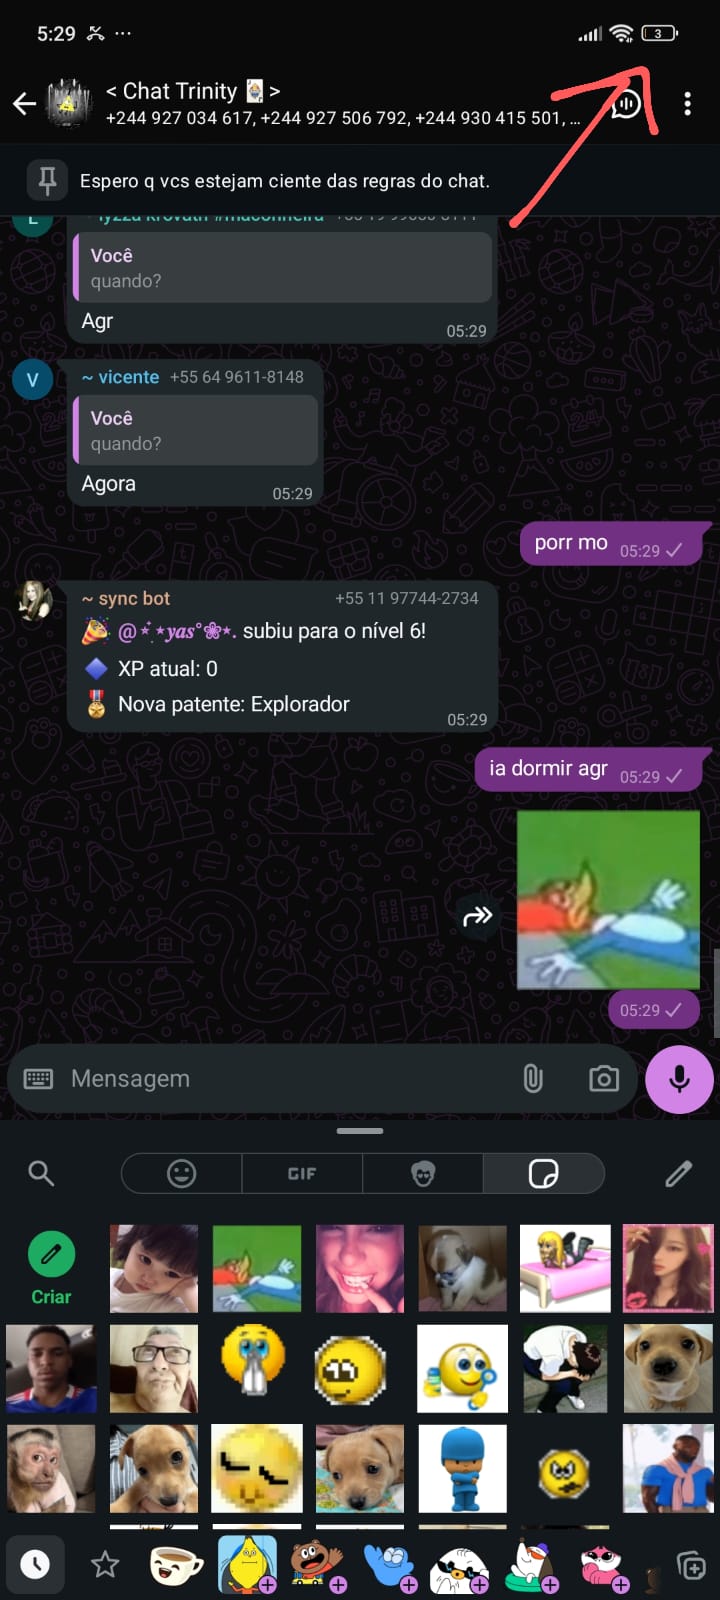 5:29
3
< Chat Trinity 🃏 >
+244 927 034 617, +244 927 506 792, +244 930 415 501, ...
Espero q vcs estejam ciente das regras do chat.
L
Você
quando?
Agr
05:29
V
~ vicente +55 64 9611-8148
Você
quando?
Agora
05:29
porr mo 05:29
~ sync bot +55 11 97744-2734
🎉 @⋆⁺⋆yas˚❀⋆. subiu para o nível 6!
🔷 XP atual: 0
🎖 Nova patente: Explorador
05:29
ia dormir agr 05:29
05:29
Mensagem
GIF
Criar